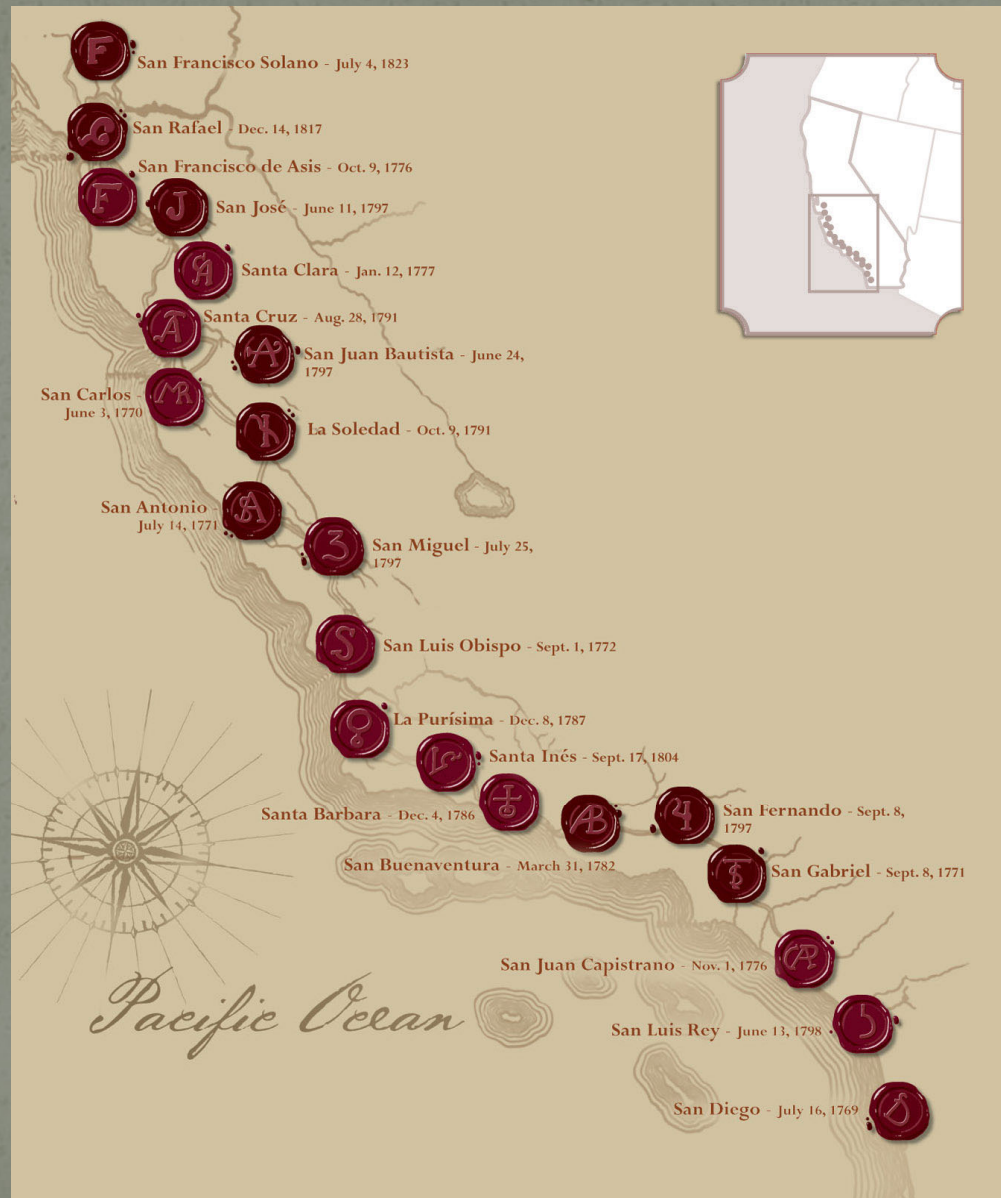 San Francisco Solano - July 4, 1823
San Rafael - Dec. 14, 1817
San Francisco de Asis - Oct. 9, 1776
San José - June 11, 1797
Santa Clara - Jan. 12, 1777
Santa Cruz - Aug. 28, 1791
San Juan Bautista - June 24,
1797
San Carlos -
June 3, 1770
La Soledad - Oct. 9, 1791
San Antonio -
July 14, 1771
San Miguel - July 25,
1797
San Luis Obispo - Sept. 1, 1772
La Purísima - Dec. 8, 1787
Santa Inés - Sept. 17, 1804
Santa Barbara - Dec. 4, 1786
San Fernando - Sept. 8,
1797
San Buenaventura - March 31, 1782
San Gabriel - Sept. 8, 1771
San Juan Capistrano - Nov. 1, 1776
Pacific Ocean
San Luis Rey - June 13, 1798
San Diego - July 16, 1769